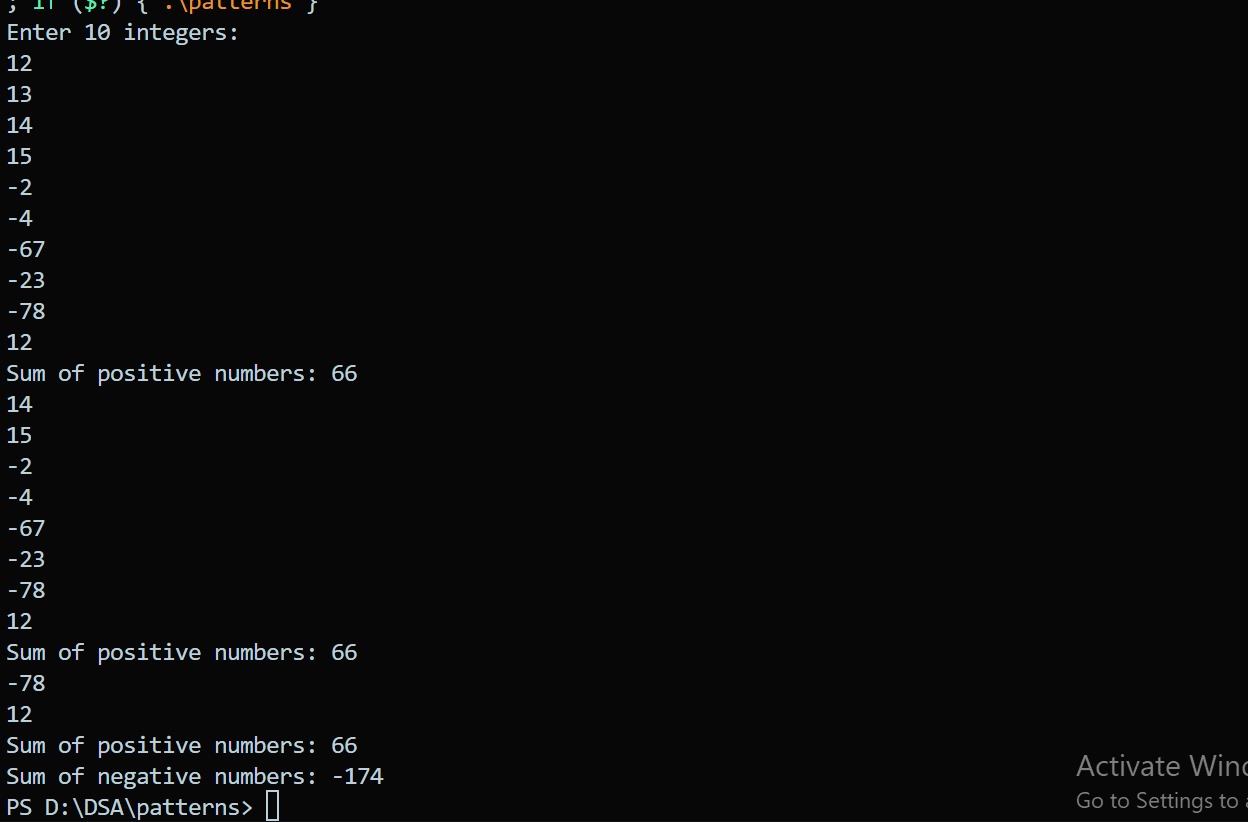 ; if ($?) { .\patterns }
Enter 10 integers:
12
13
14
15
-2
-4
-67
-23
-78
12
Sum of positive numbers: 66
14
15
-2
-4
-67
-23
-78
12
Sum of positive numbers: 66
-78
12
Sum of positive numbers: 66
Sum of negative numbers: -174
PS D:\DSA\patterns>
Activate Wind
Go to Settings to a